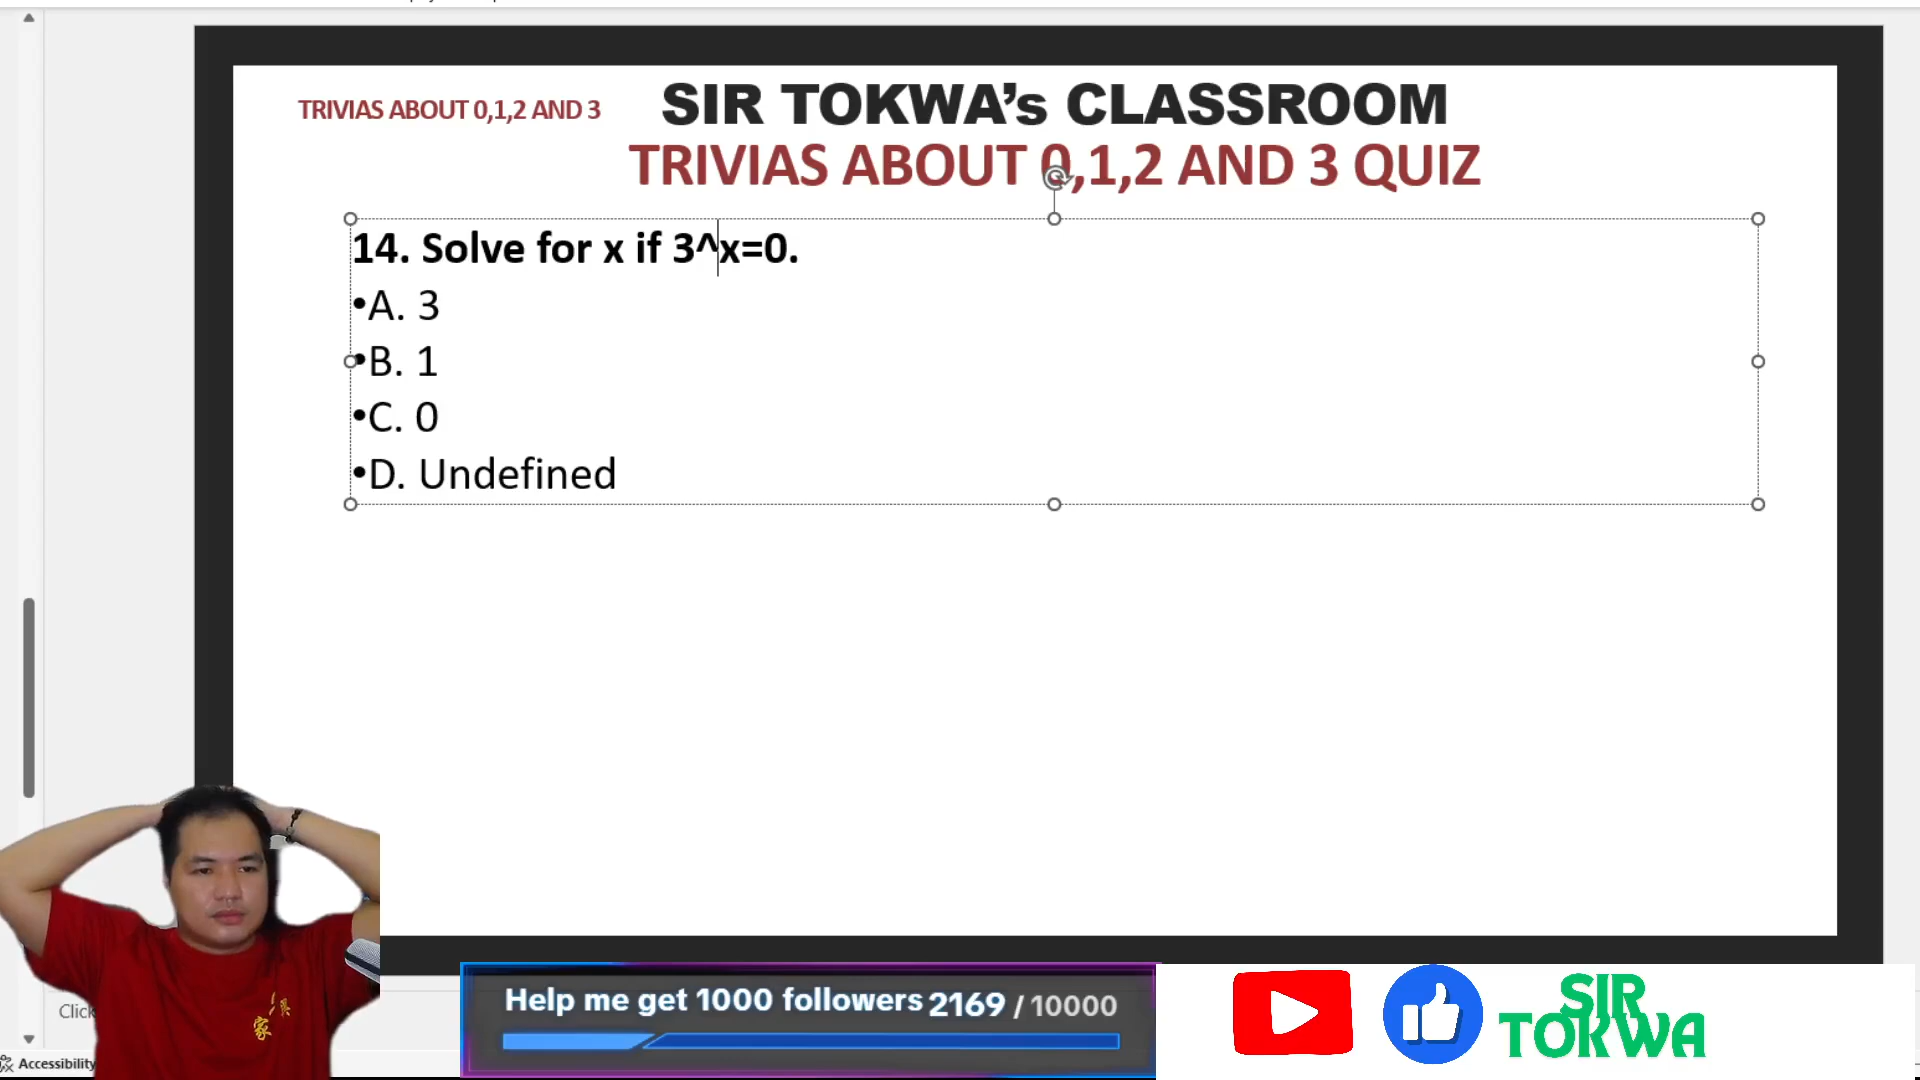 TRIVIAS ABOUT 0,1,2 AND 3
SIR TOKWA’s CLASSROOM
TRIVIAS ABOUT 0,1,2 AND 3 QUIZ
14. Solve for x if 3^x=0.
•A. 3
•B. 1
•C. 0
•D. Undefined
Click
Accessibility
Help me get 1000 followers 2169 / 10000
SIR
TOKWA